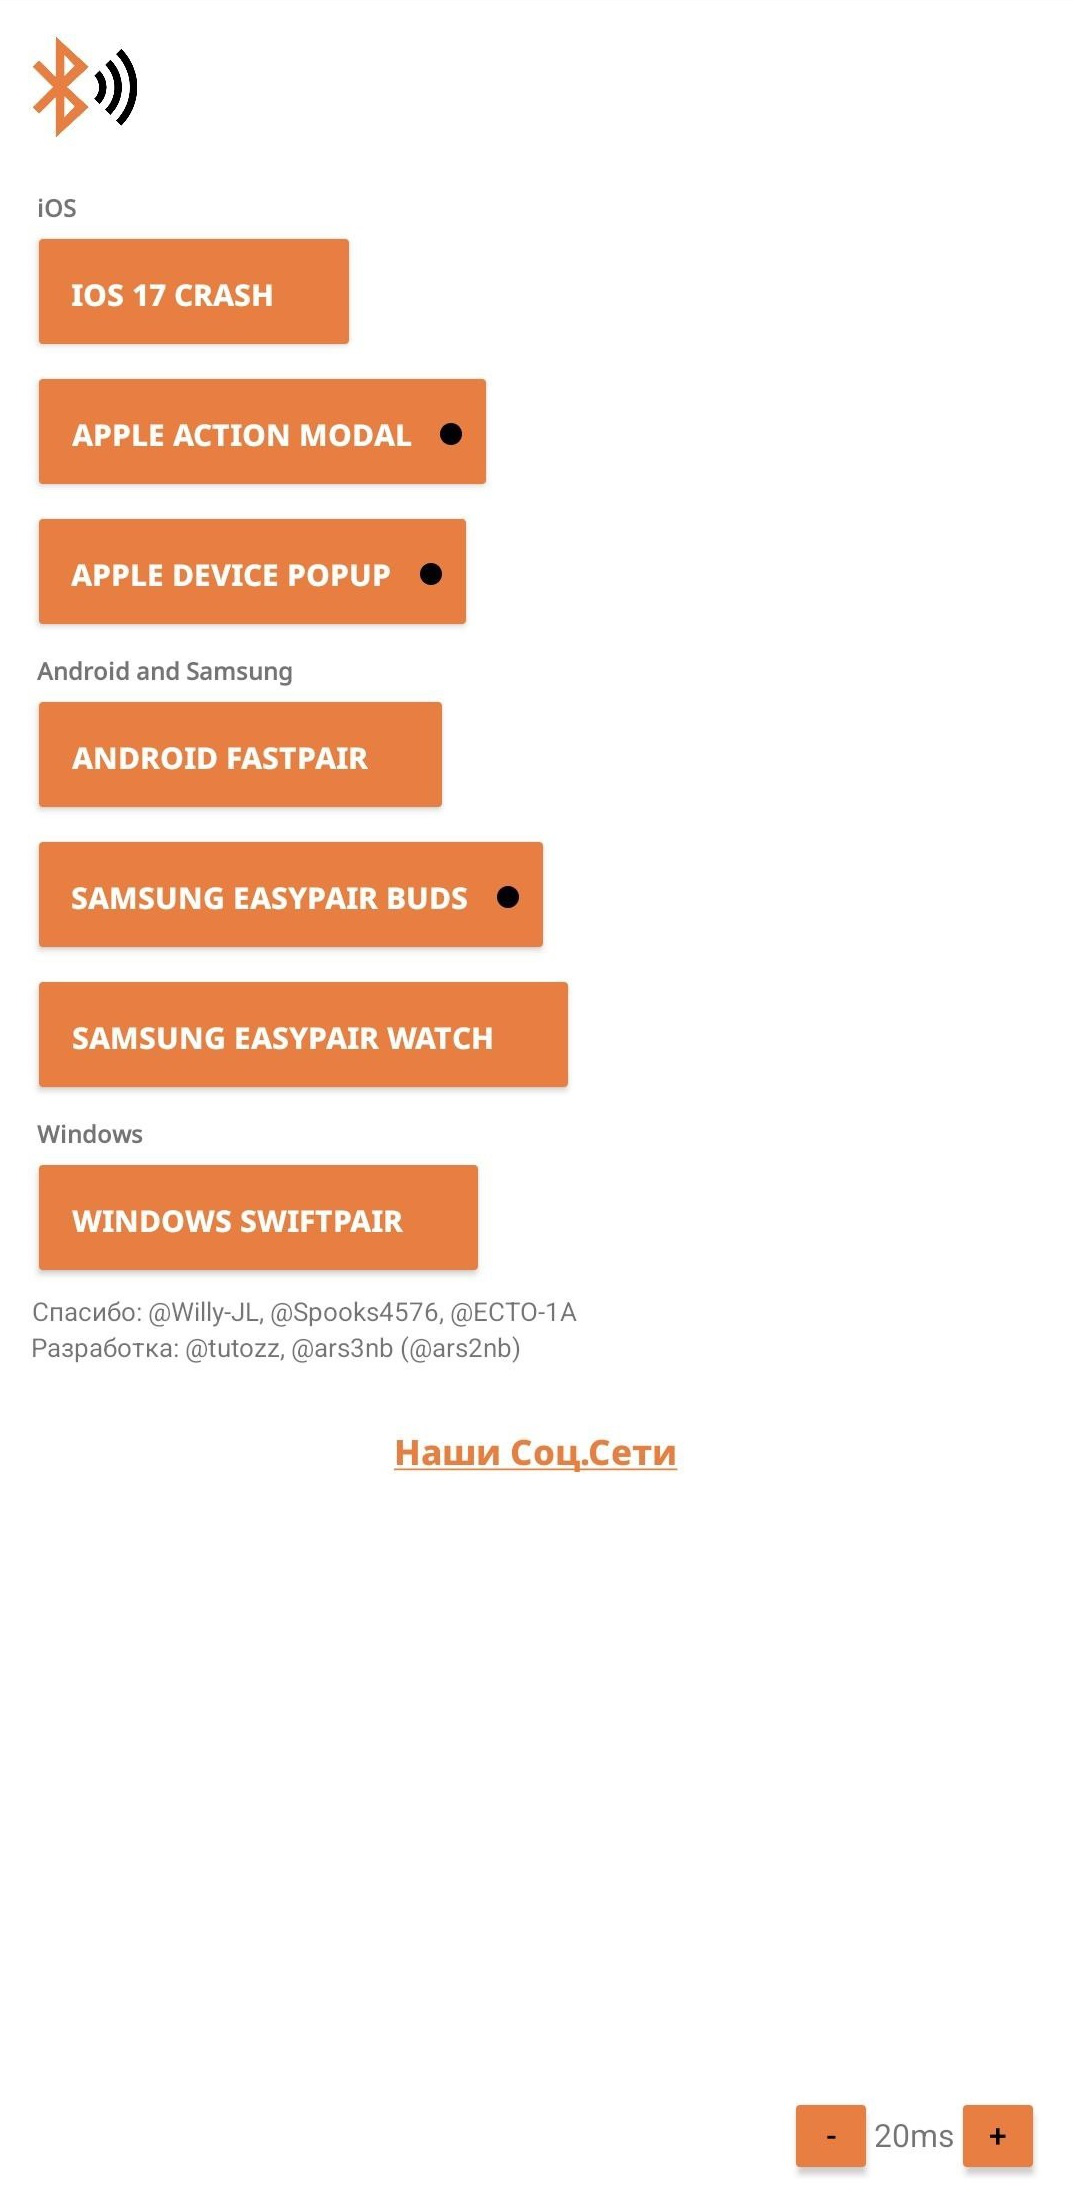 iOS
IOS 17 CRASH
APPLE ACTION MODAL
APPLE DEVICE POPUP
Android and Samsung
ANDROID FASTPAIR
SAMSUNG EASYPAIR BUDS
SAMSUNG EASYPAIR WATCH
Windows
WINDOWS SWIFTPAIR
Спасибо: @Willy-JL, @Spooks4576, @ECTO-1A
Разработка: @tutozz, @ars3nb (@ars2nb)
Наши Соц.Сети
- 20ms +